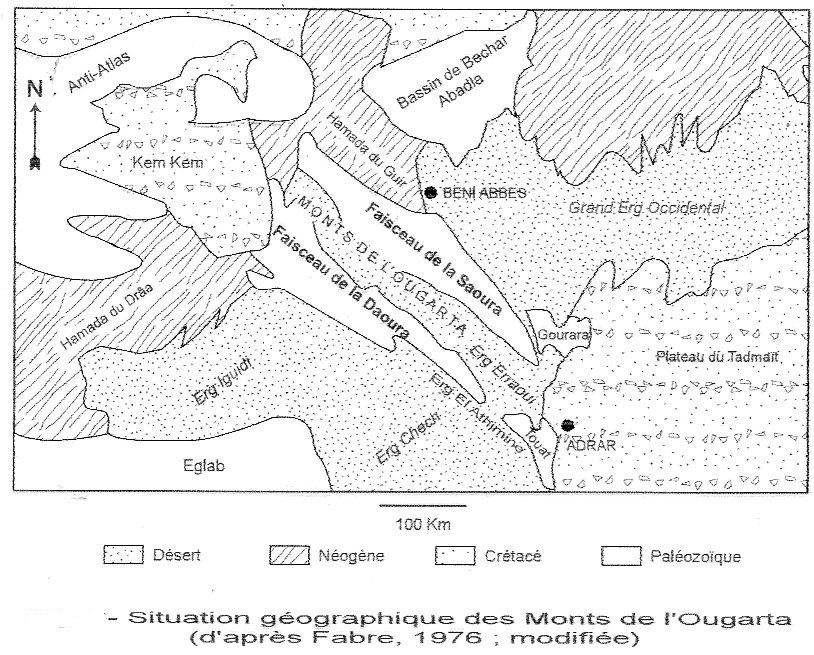 Anti-Atlas
N
Bassin de Bechar
Abadla
Kem Kem
Hamada du Guir
BENI ABBES
Grand Erg Occidental
MONTS DE L'OUGARTA
Faisceau de la Saoura
Faisceau de la Daoura
Hamada du Drâa
Gourara
Plateau du Tadmaït
Erg Erraoui
Erg Iguidi
Erg El Athimine
Erg Chech
Touat
ADRAR
Eglab
100 Km
Désert
Néogène
Crétacé
Paléozoïque
- Situation géographique des Monts de l'Ougarta
(d'après Fabre, 1976 ; modifiée)